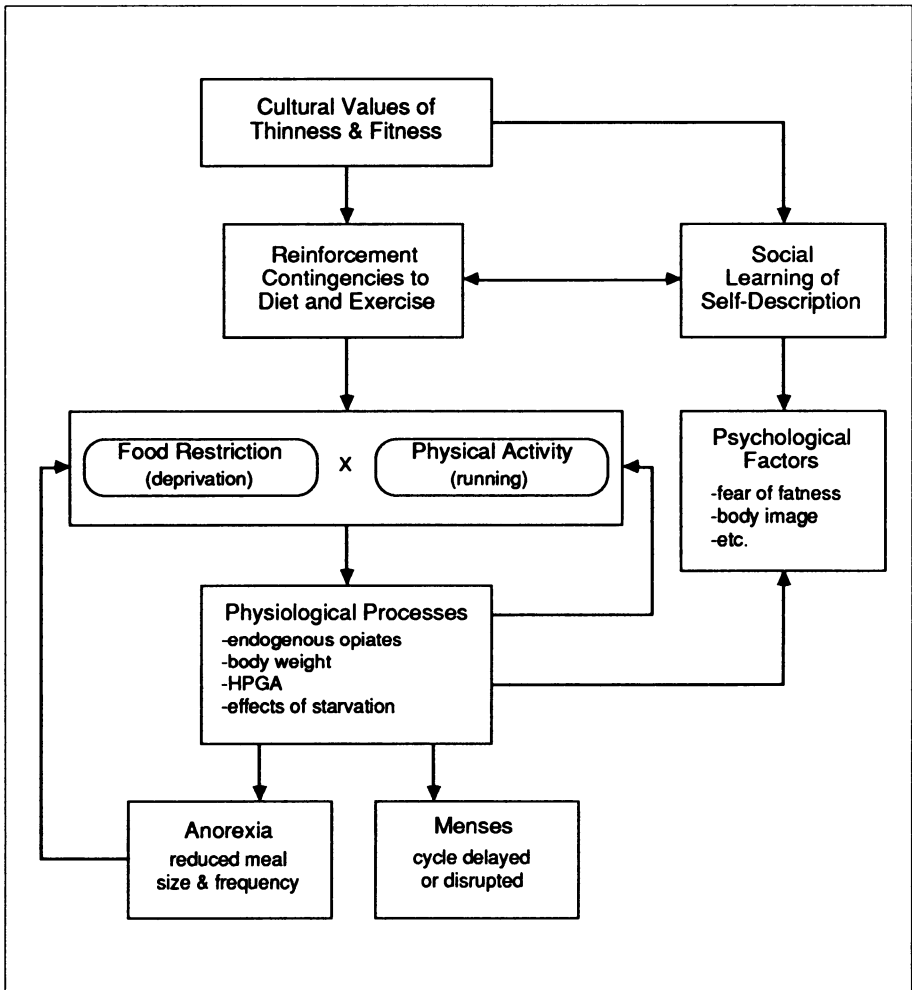 Cultural Values of
Thinness & Fitness
Reinforcement
Contingencies to
Diet and Exercise
Social
Learning of
Self-Description
Food Restriction
(deprivation)
X
Physical Activity
(running)
Psychological
Factors
-fear of fatness
-body image
-etc.
Physiological Processes
-endogenous opiates
-body weight
-HPGA
-effects of starvation
Anorexia
reduced meal
size & frequency
Menses
cycle delayed
or disrupted